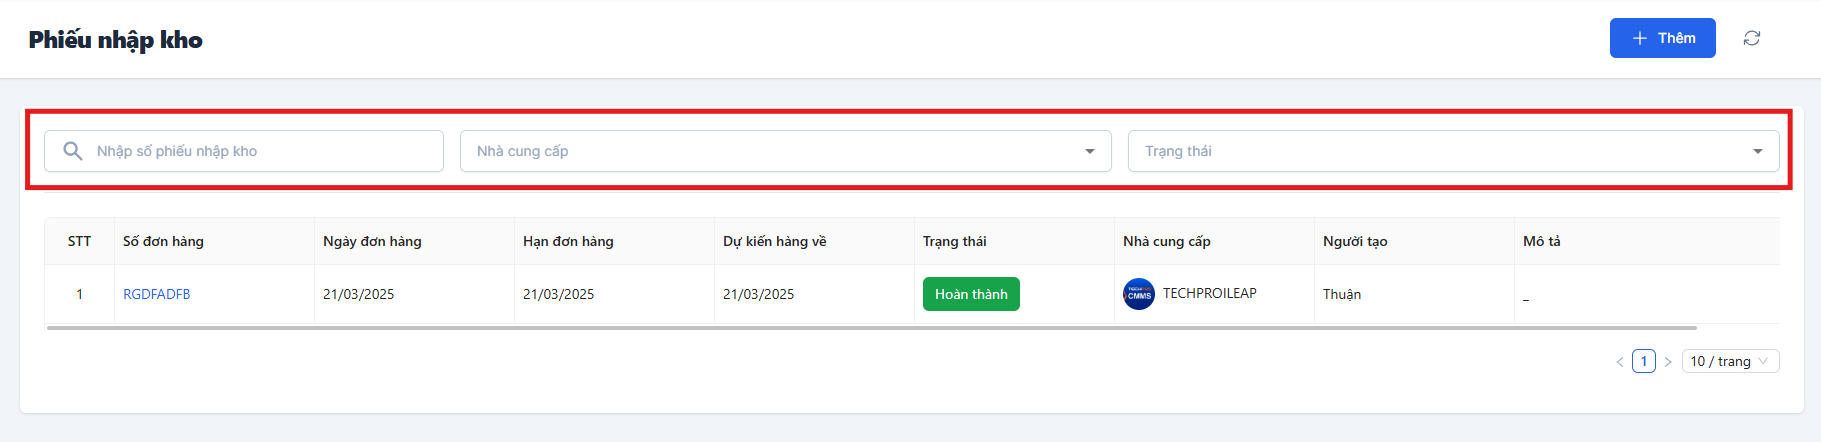 Phiếu nhập kho
Thêm
Nhập số phiếu nhập kho
Nhà cung cấp
Trạng thái
STT Số đơn hàng Ngày đơn hàng Hạn đơn hàng Dự kiến hàng về Trạng thái Nhà cung cấp Người tạo Mô tả
1 RGDFADFB 21/03/2025 21/03/2025 21/03/2025 Hoàn thành CMMS TECHPROILEAP Thuận _
1 10 / trang